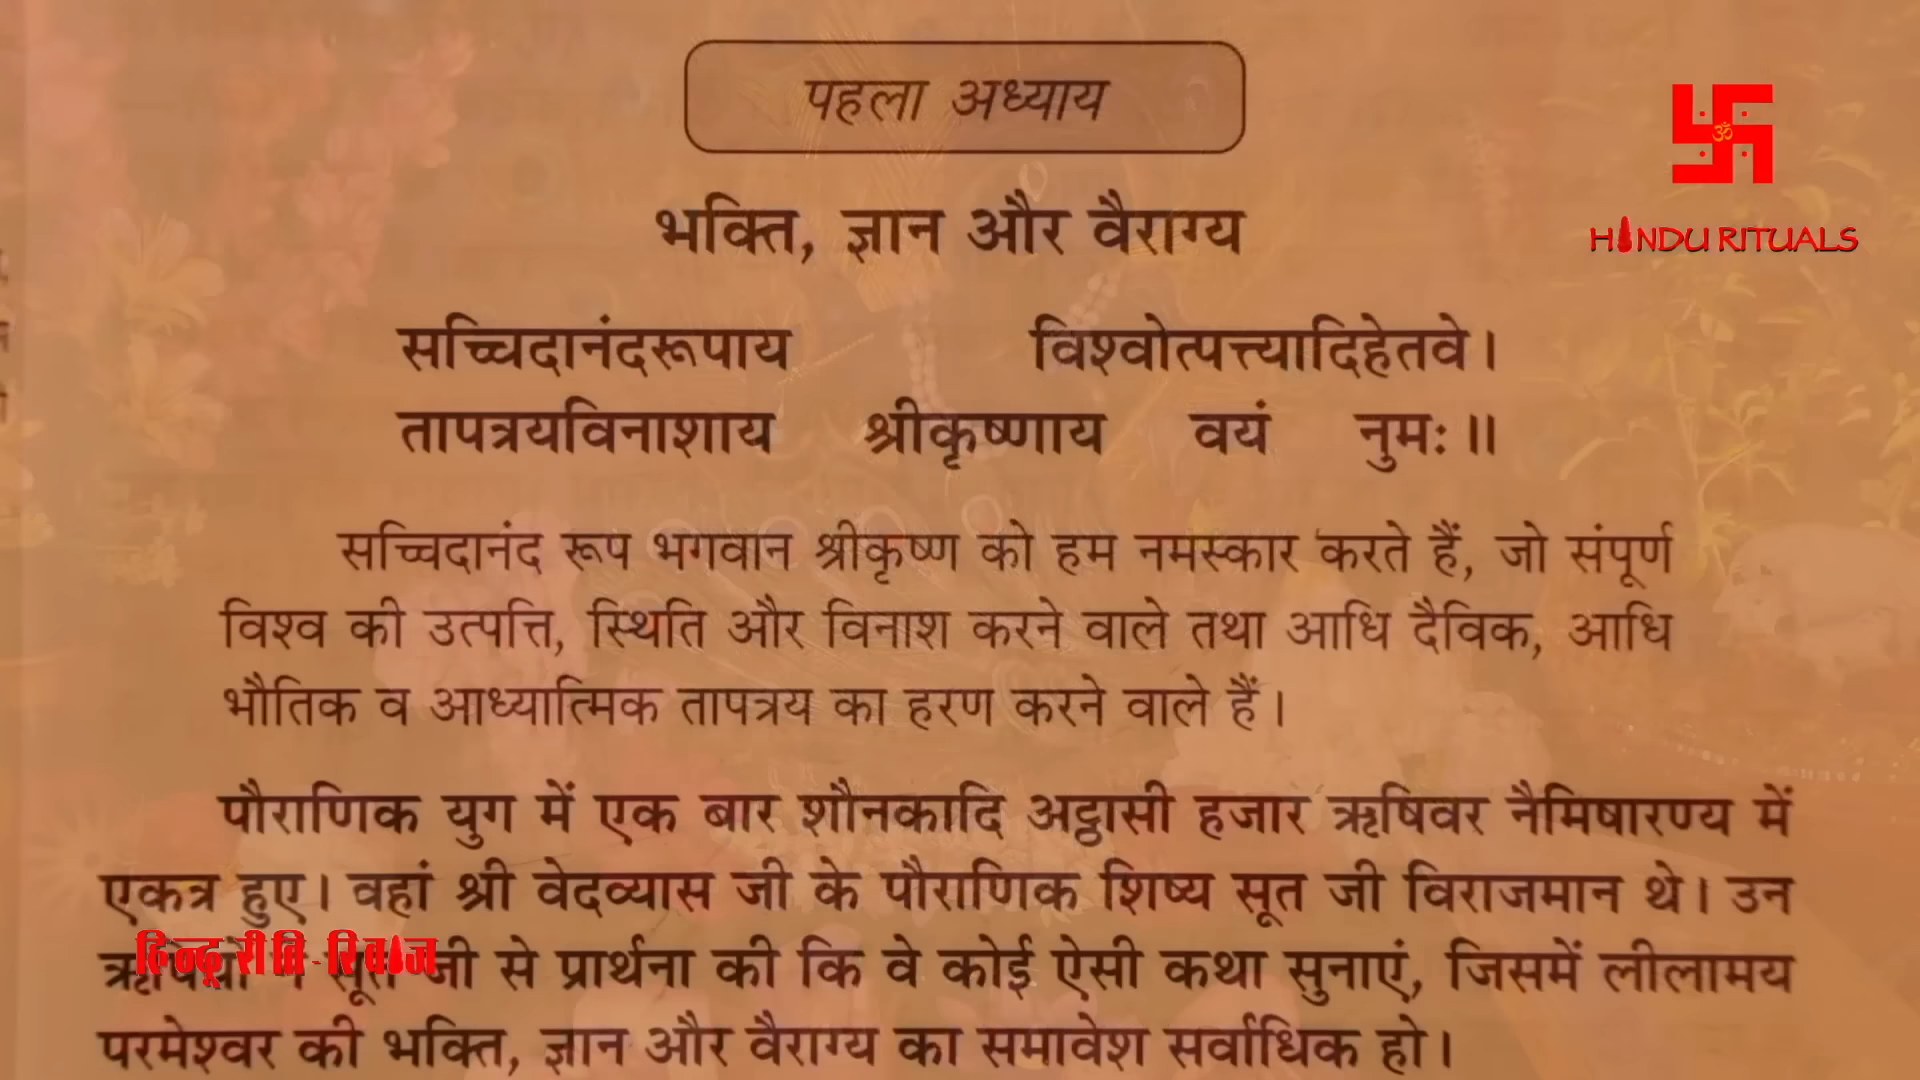 पहला अध्याय
ॐ
HINDU RITUALS
भक्ति, ज्ञान और वैराग्य
सच्चिदानंदरूपाय विश्वोत्पत्त्यादिहेतवे।
तापत्रयविनाशाय श्रीकृष्णाय वयं नुमः॥
सच्चिदानंद रूप भगवान श्रीकृष्ण को हम नमस्कार करते हैं, जो संपूर्ण
विश्व की उत्पत्ति, स्थिति और विनाश करने वाले तथा आधि दैविक, आधि
भौतिक व आध्यात्मिक तापत्रय का हरण करने वाले हैं।
पौराणिक युग में एक बार शौनकादि अट्ठासी हजार ऋषिवर नैमिषारण्य में
एकत्र हुए। वहां श्री वेदव्यास जी के पौराणिक शिष्य सूत जी विराजमान थे। उन
सूत जी से प्रार्थना की कि वे कोई ऐसी कथा सुनाएं, जिसमें लीलामय
हिन्दू रीति-रिवाज
परमेश्वर की भक्ति, ज्ञान और वैराग्य का समावेश सर्वाधिक हो।